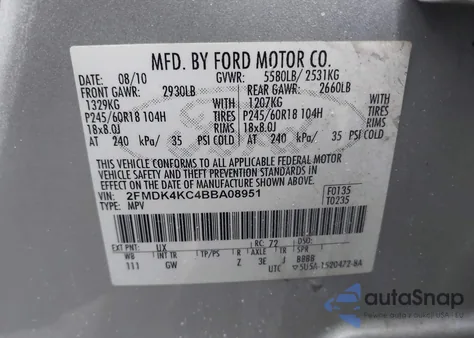 MFD. BY FORD MOTOR CO.
DATE: 08/10 GVWR: 5580LB/ 2531KG
FRONT GAWR: 2930LB REAR GAWR: 2660LB
1329KG WITH 1207KG WITH
P245/60R18 104H TIRES P245/60R18 104H TIRES
18x8.0J RIMS 18x8.0J RIMS
AT 240 kPa/ 35 PSI COLD AT 240 kPa/ 35 PSI COLD
THIS VEHICLE CONFORMS TO ALL APPLICABLE FEDERAL MOTOR
VEHICLE SAFETY AND THEFT PREVENTION STANDARDS IN EFFECT
ON THE DATE OF MANUFACTURE SHOWN ABOVE.
VIN: 2FMDK4KC4BBA08951 F0135
TYPE: MPV T0235
EXT PNT: UX RC: 72 DSO:
WB INT TR TP/PS R AXLE TR SPR
111 GW Z 3E J BBBB
UTC 5U5A-1520472-AA
autaSnap